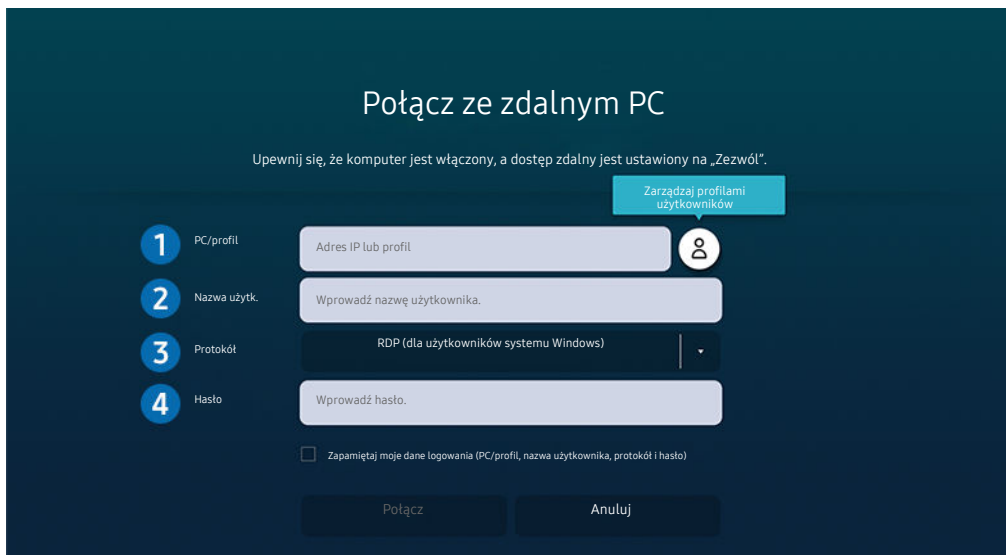 Połącz ze zdalnym PC
Upewnij się, że komputer jest włączony, a dostęp zdalny jest ustawiony na „Zezwól”.
Zarządzaj profilami
użytkowników
1 PC/profil Adres IP lub profil
2 Nazwa użytk. Wprowadź nazwę użytkownika.
3 Protokół RDP (dla użytkowników systemu Windows)
4 Hasło Wprowadź hasło.
Zapamiętaj moje dane logowania (PC/profil, nazwa użytkownika, protokół i hasło)
Połącz Anuluj